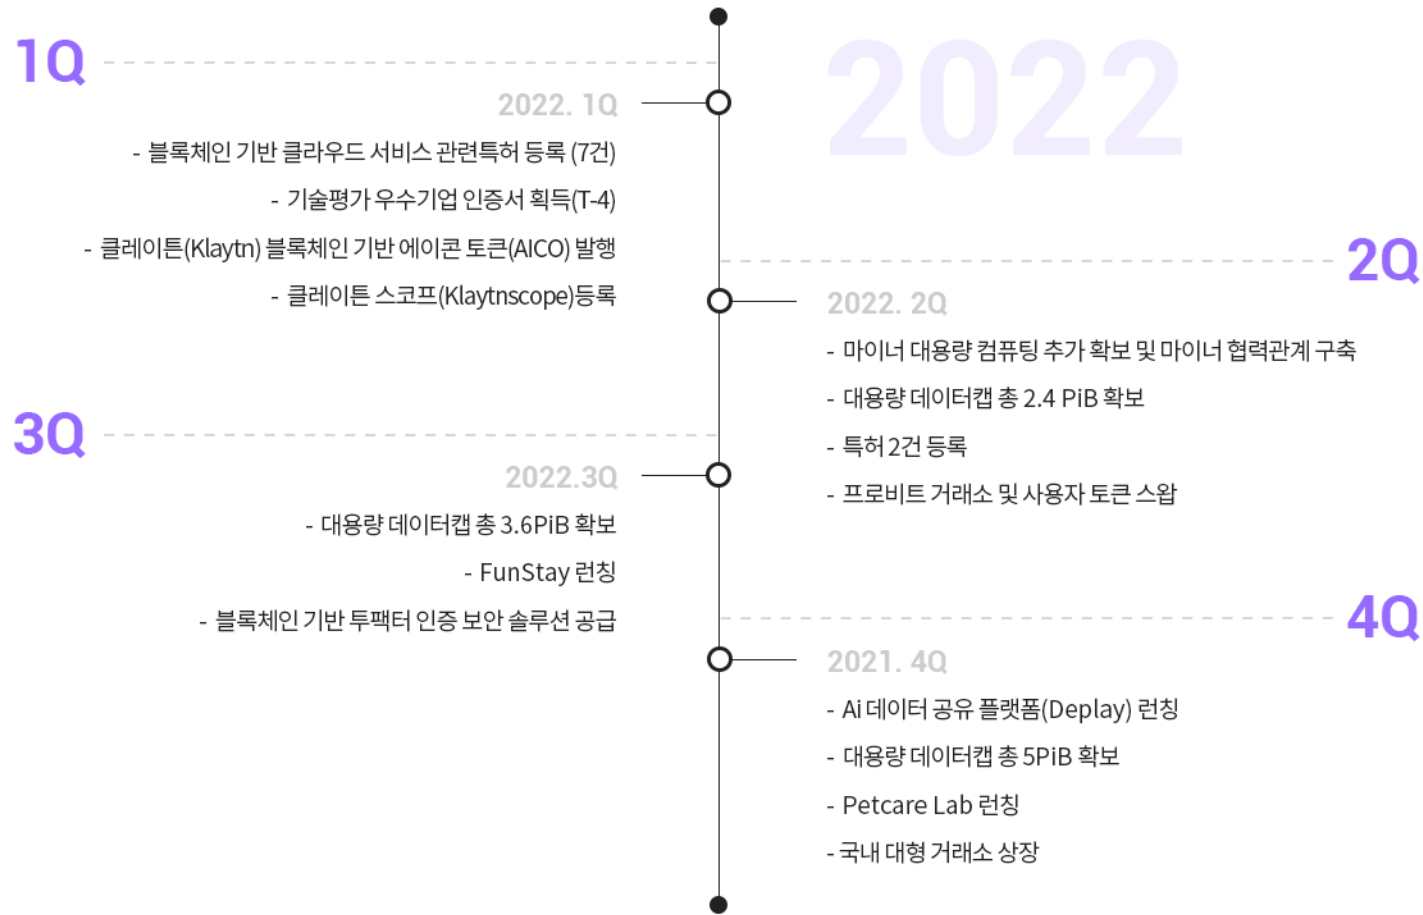 2022
1Q
2022. 1Q
- 블록체인 기반 클라우드 서비스 관련특허 등록 (7건)
- 기술평가 우수기업 인증서 획득(T-4)
- 클레이튼(Klaytn) 블록체인 기반 에이콘 토큰(AICO) 발행
- 클레이튼 스코프(Klaytnscope)등록
2Q
2022. 2Q
- 마이너 대용량 컴퓨팅 추가 확보 및 마이너 협력관계 구축
- 대용량 데이터캡 총 2.4 PiB 확보
- 특허 2건 등록
- 프로비트 거래소 및 사용자 토큰 스왑
3Q
2022.3Q
- 대용량 데이터캡 총 3.6PiB 확보
- FunStay 런칭
- 블록체인 기반 투팩터 인증 보안 솔루션 공급
4Q
2021. 4Q
- Ai 데이터 공유 플랫폼(Deplay) 런칭
- 대용량 데이터캡 총 5PiB 확보
- Petcare Lab 런칭
- 국내 대형 거래소 상장